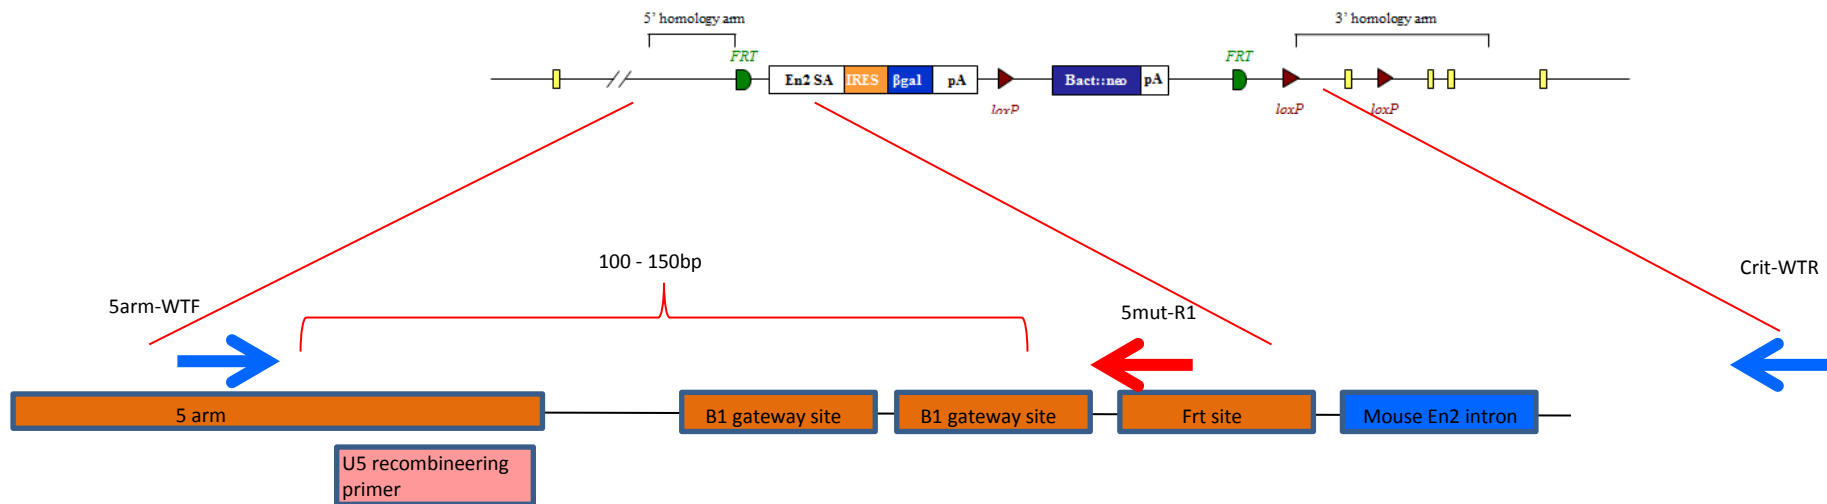 5' homology arm
3' homology arm
FRT
FRT
En2 SA IRES βgal pA
Bact::neo pA
loxP
loxP
loxP
100 - 150bp
Crit-WTR
5arm-WTF
5mut-R1
5 arm
B1 gateway site
B1 gateway site
Frt site
Mouse En2 intron
U5 recombineering
primer